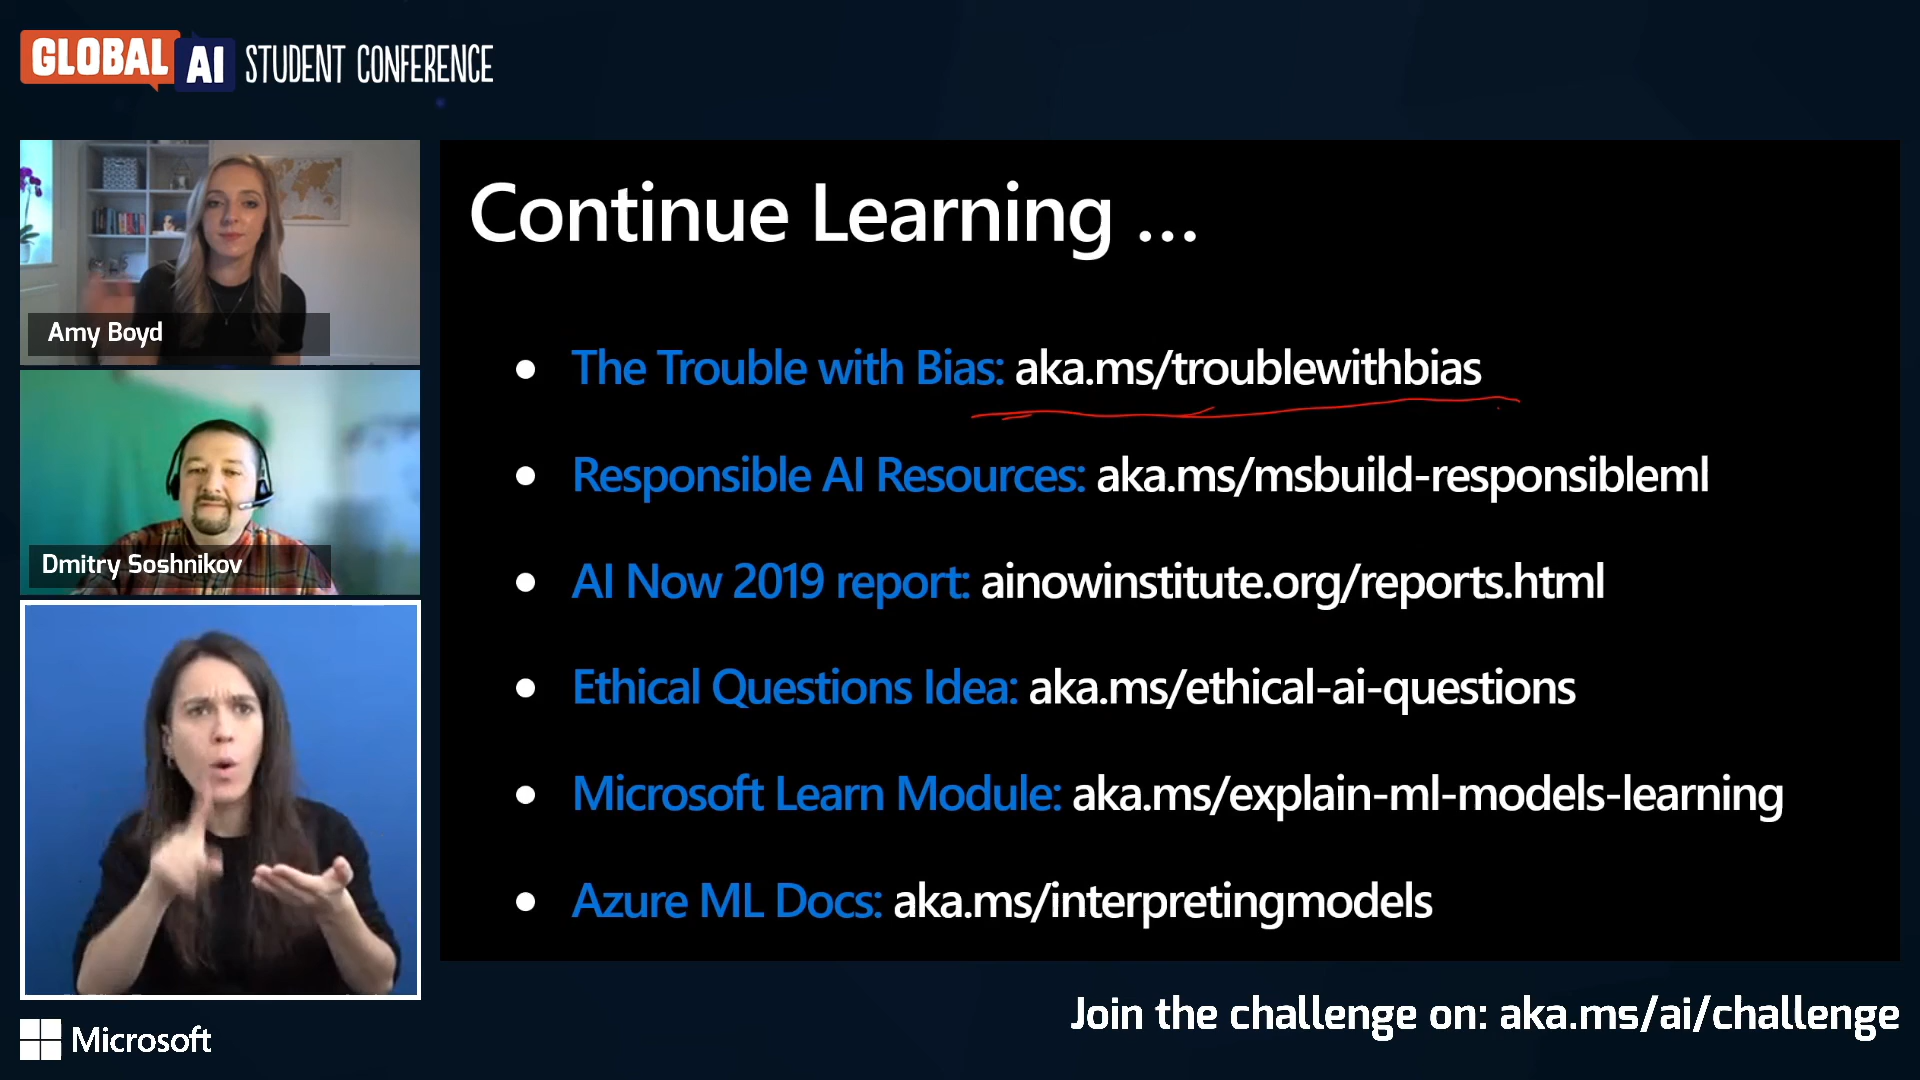 GLOBAL AI STUDENT CONFERENCE
Amy Boyd
Dmitry Soshnikov
Microsoft
Continue Learning ...
• The Trouble with Bias: aka.ms/troublewithbias
• Responsible AI Resources: aka.ms/msbuild-responsibleml
• AI Now 2019 report: ainowinstitute.org/reports.html
• Ethical Questions Idea: aka.ms/ethical-ai-questions
• Microsoft Learn Module: aka.ms/explain-ml-models-learning
• Azure ML Docs: aka.ms/interpretingmodels
Join the challenge on: aka.ms/ai/challenge